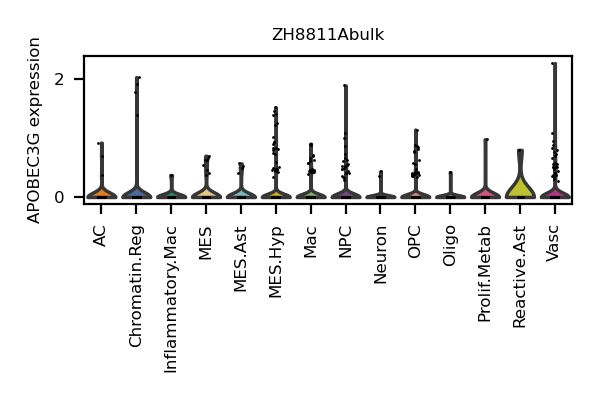 ZH8811Abulk
APOBEC3G expression
2
0
AC
Chromatin.Reg
Inflammatory.Mac
MES
MES.Ast
MES.Hyp
Mac
NPC
Neuron
OPC
Oligo
Prolif.Metab
Reactive.Ast
Vasc